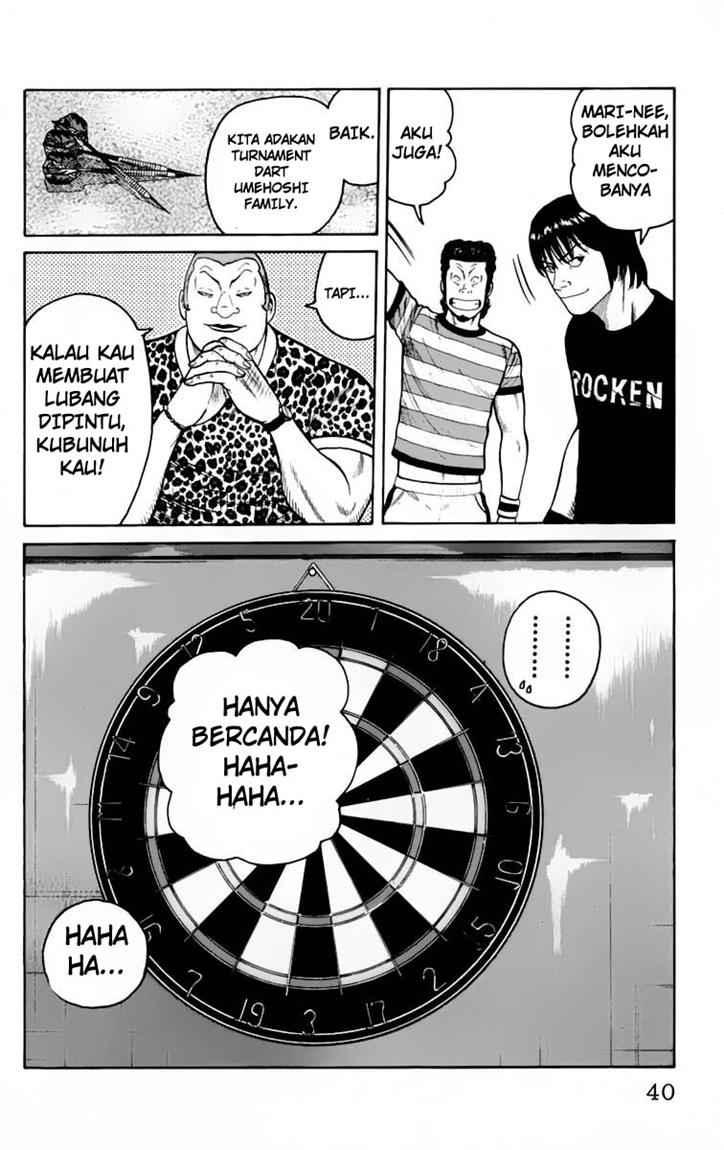 MARI-NEE,
BOLEHKAH
AKU
MENCO-
BANYA
AKU
JUGA!
ROCKEN
BAIK.
KITA ADAKAN
TURNAMENT
DART
UMEHOSHI
FAMILY.
TAPI...
KALAU KAU
MEMBUAT
LUBANG
DIPINTU,
KUBUNUH
KAU!
20
1
18
4
13
6
10
15
2
17
3
19
7
16
8
11
14
9
12
5
HANYA
BERCANDA!
HAHA-
HAHA...
HAHA
HA...
40